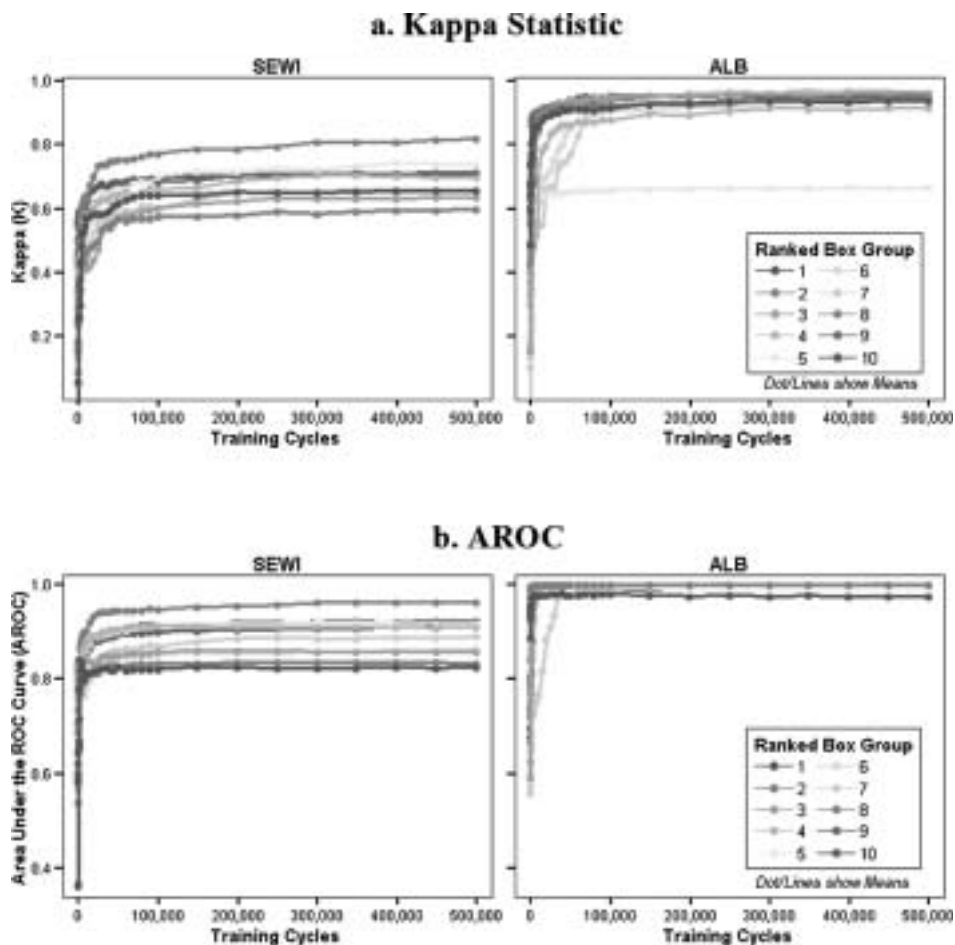 a. Kappa Statistic
SEWI
ALB
Kappa (K)
1.0
0.8
0.6
0.4
0.2
0 100,000 200,000 300,000 400,000 500,000
Training Cycles
0 100,000 200,000 300,000 400,000 500,000
Training Cycles
Ranked Box Group
1 6
2 7
3 8
4 9
5 10
Dot/Lines show Means
b. AROC
SEWI
ALB
Area Under the ROC Curve (AROC)
1.0
0.8
0.6
0.4
0 100,000 200,000 300,000 400,000 500,000
Training Cycles
0 100,000 200,000 300,000 400,000 500,000
Training Cycles
Ranked Box Group
1 6
2 7
3 8
4 9
5 10
Dot/Lines show Means